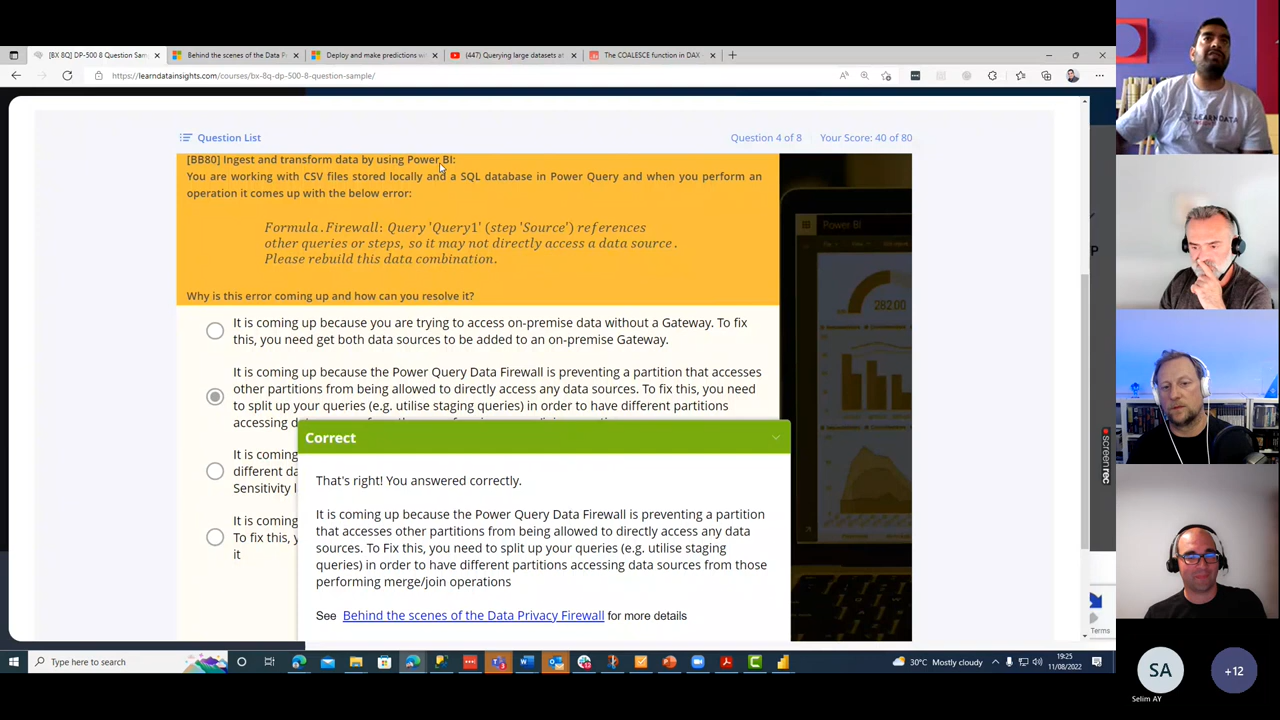 [BX 8Q] DP-500 8 Question Sam
Behind the scenes of the Data P
Deploy and make predictions w
(447) Querying large datasets a
The COALESCE function in DAX
https://learndatainsights.com/courses/bx-8q-dp-500-8-question-sample/
Question List
Question 4 of 8
Your Score: 40 of 80
[BB80] Ingest and transform data by using Power BI:
You are working with CSV files stored locally and a SQL database in Power Query and when you perform an
operation it comes up with the below error:
Formula.Firewall: Query 'Query1' (step 'Source') references
other queries or steps, so it may not directly access a data source.
Please rebuild this data combination.
Why is this error coming up and how can you resolve it?
It is coming up because you are trying to access on-premise data without a Gateway. To fix
this, you need get both data sources to be added to an on-premise Gateway.
It is coming up because the Power Query Data Firewall is preventing a partition that accesses
other partitions from being allowed to directly access any data sources. To fix this, you need
to split up your queries (e.g. utilise staging queries) in order to have different partitions
accessing da
It is coming
different da
Sensitivity l
It is coming
To fix this, y
it
Correct
That's right! You answered correctly.
It is coming up because the Power Query Data Firewall is preventing a partition
that accesses other partitions from being allowed to directly access any data
sources. To Fix this, you need to split up your queries (e.g. utilise staging
queries) in order to have different partitions accessing data sources from those
performing merge/join operations
See Behind the scenes of the Data Privacy Firewall for more details
Power BI
282.00
LEARNDATA
Screenrec
Terms
Type here to search
30°C Mostly cloudy
19:25
11/08/2022
SA
Selim AY
+12